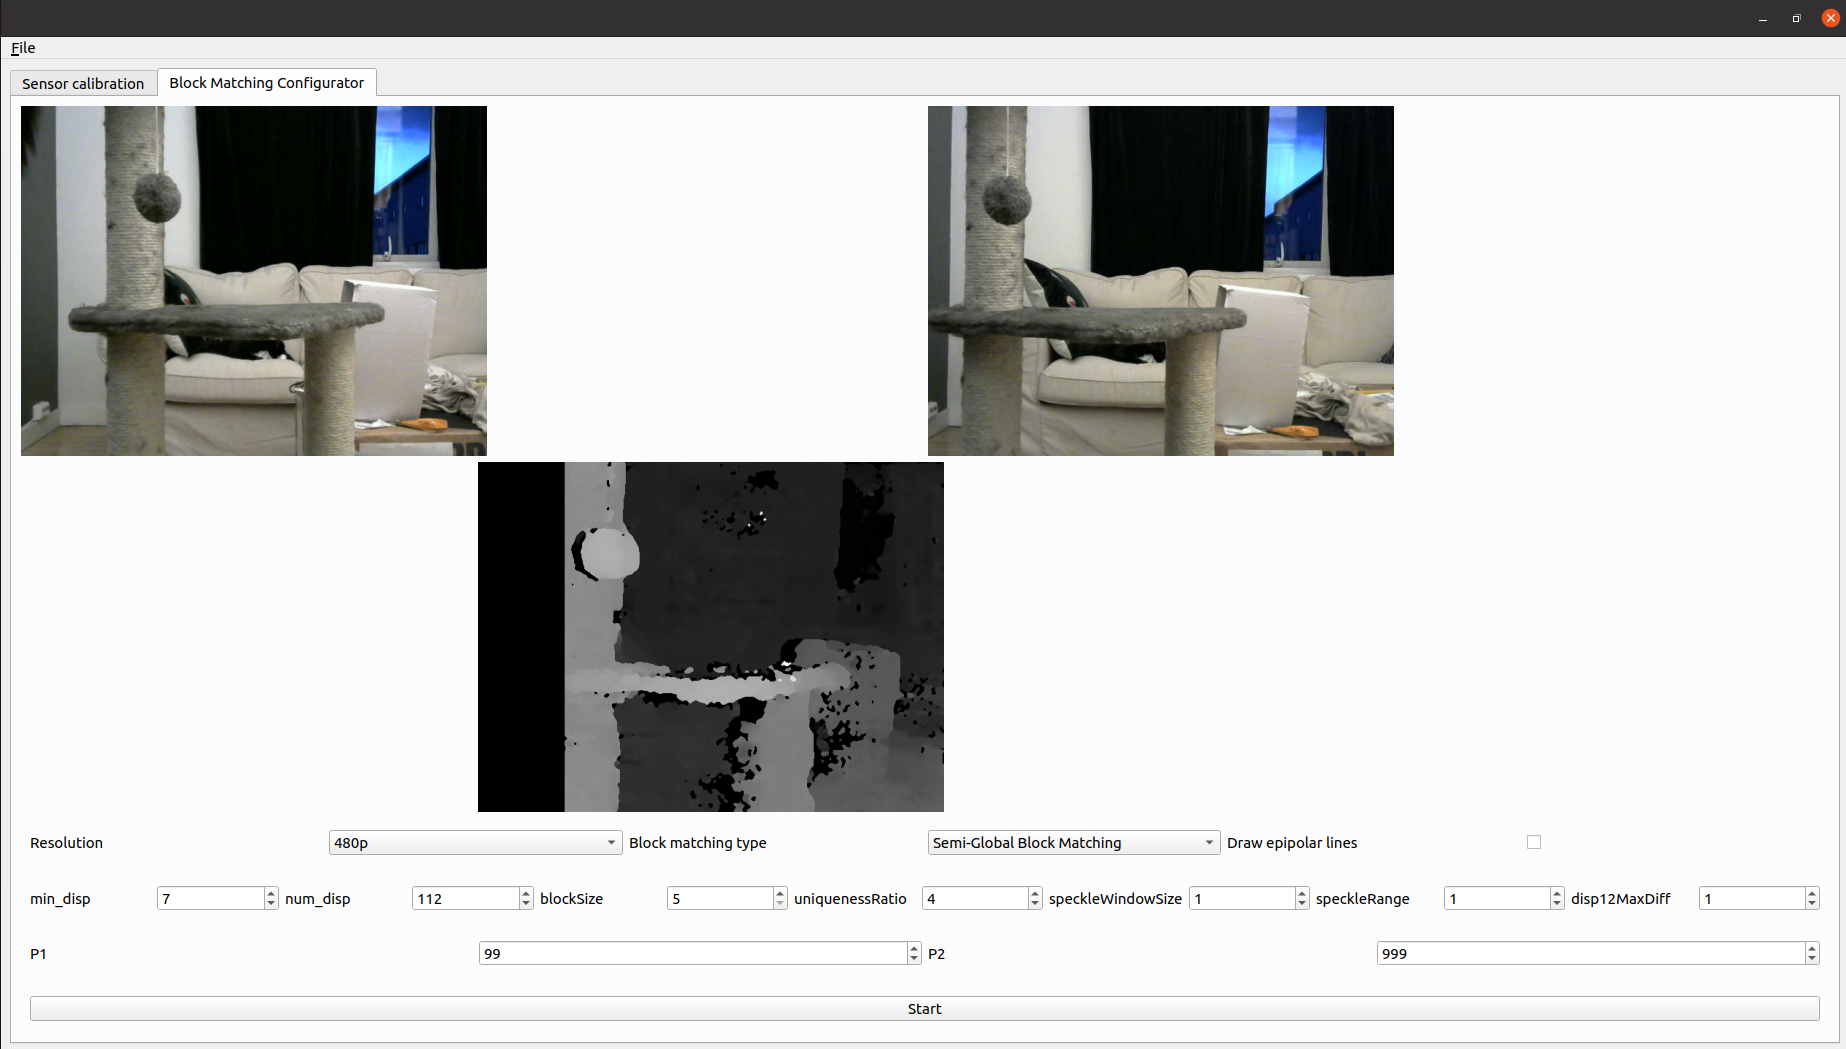 File
Sensor calibration Block Matching Configurator
Resolution 480p Block matching type Semi-Global Block Matching Draw epipolar lines
min_disp 7 num_disp 112 blockSize 5 uniquenessRatio 4 speckleWindowSize 1 speckleRange 1 disp12MaxDiff 1
P1 99 P2 999
Start